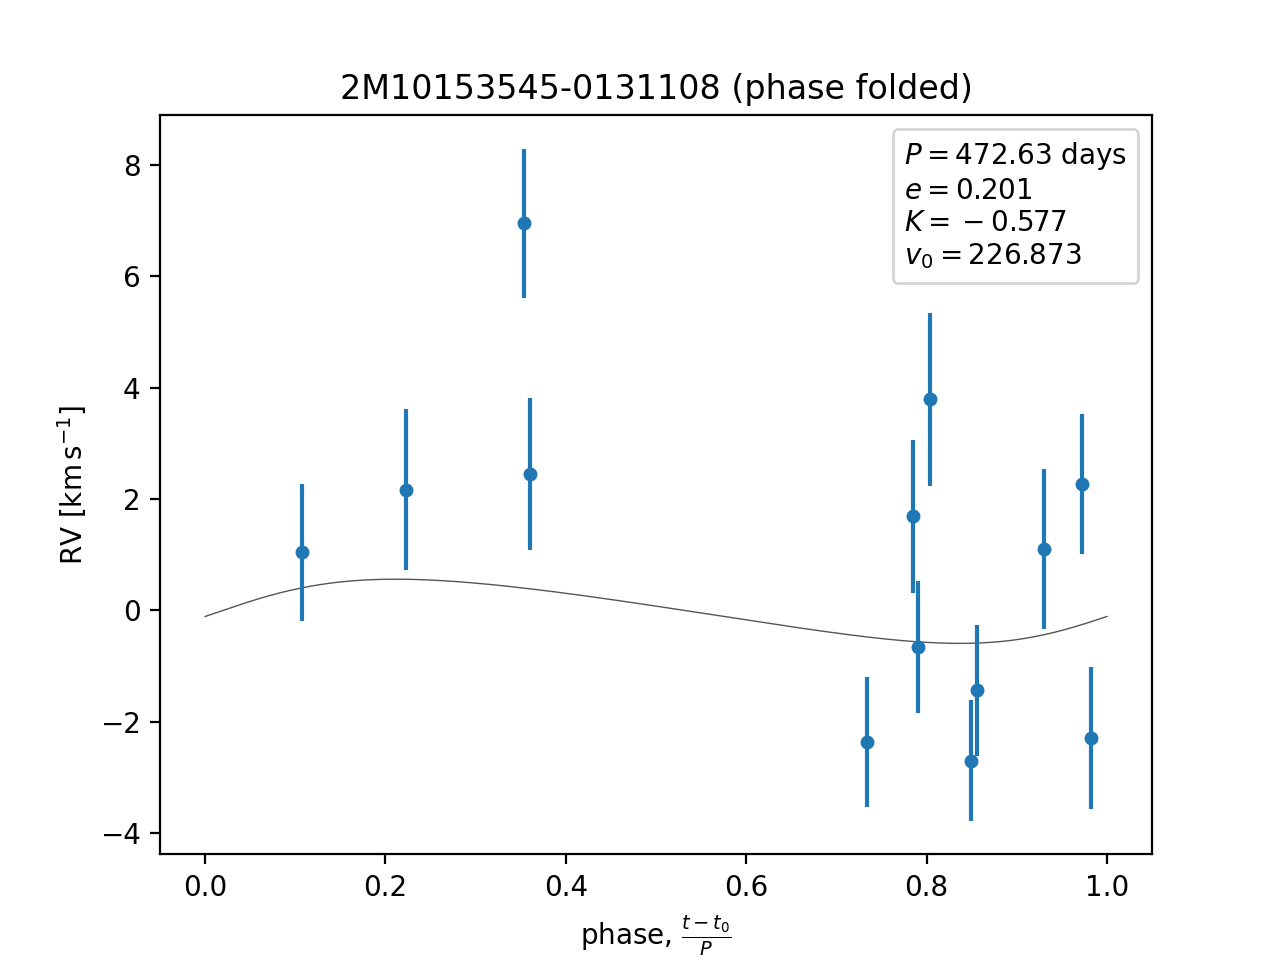 2M10153545-0131108 (phase folded)
P = 472.63 days
e = 0.201
K = −0.577
v₀ = 226.873
8
6
4
2
0
−2
−4
RV [km s⁻¹]
0.0 0.2 0.4 0.6 0.8 1.0
phase, (t − t₀)/P